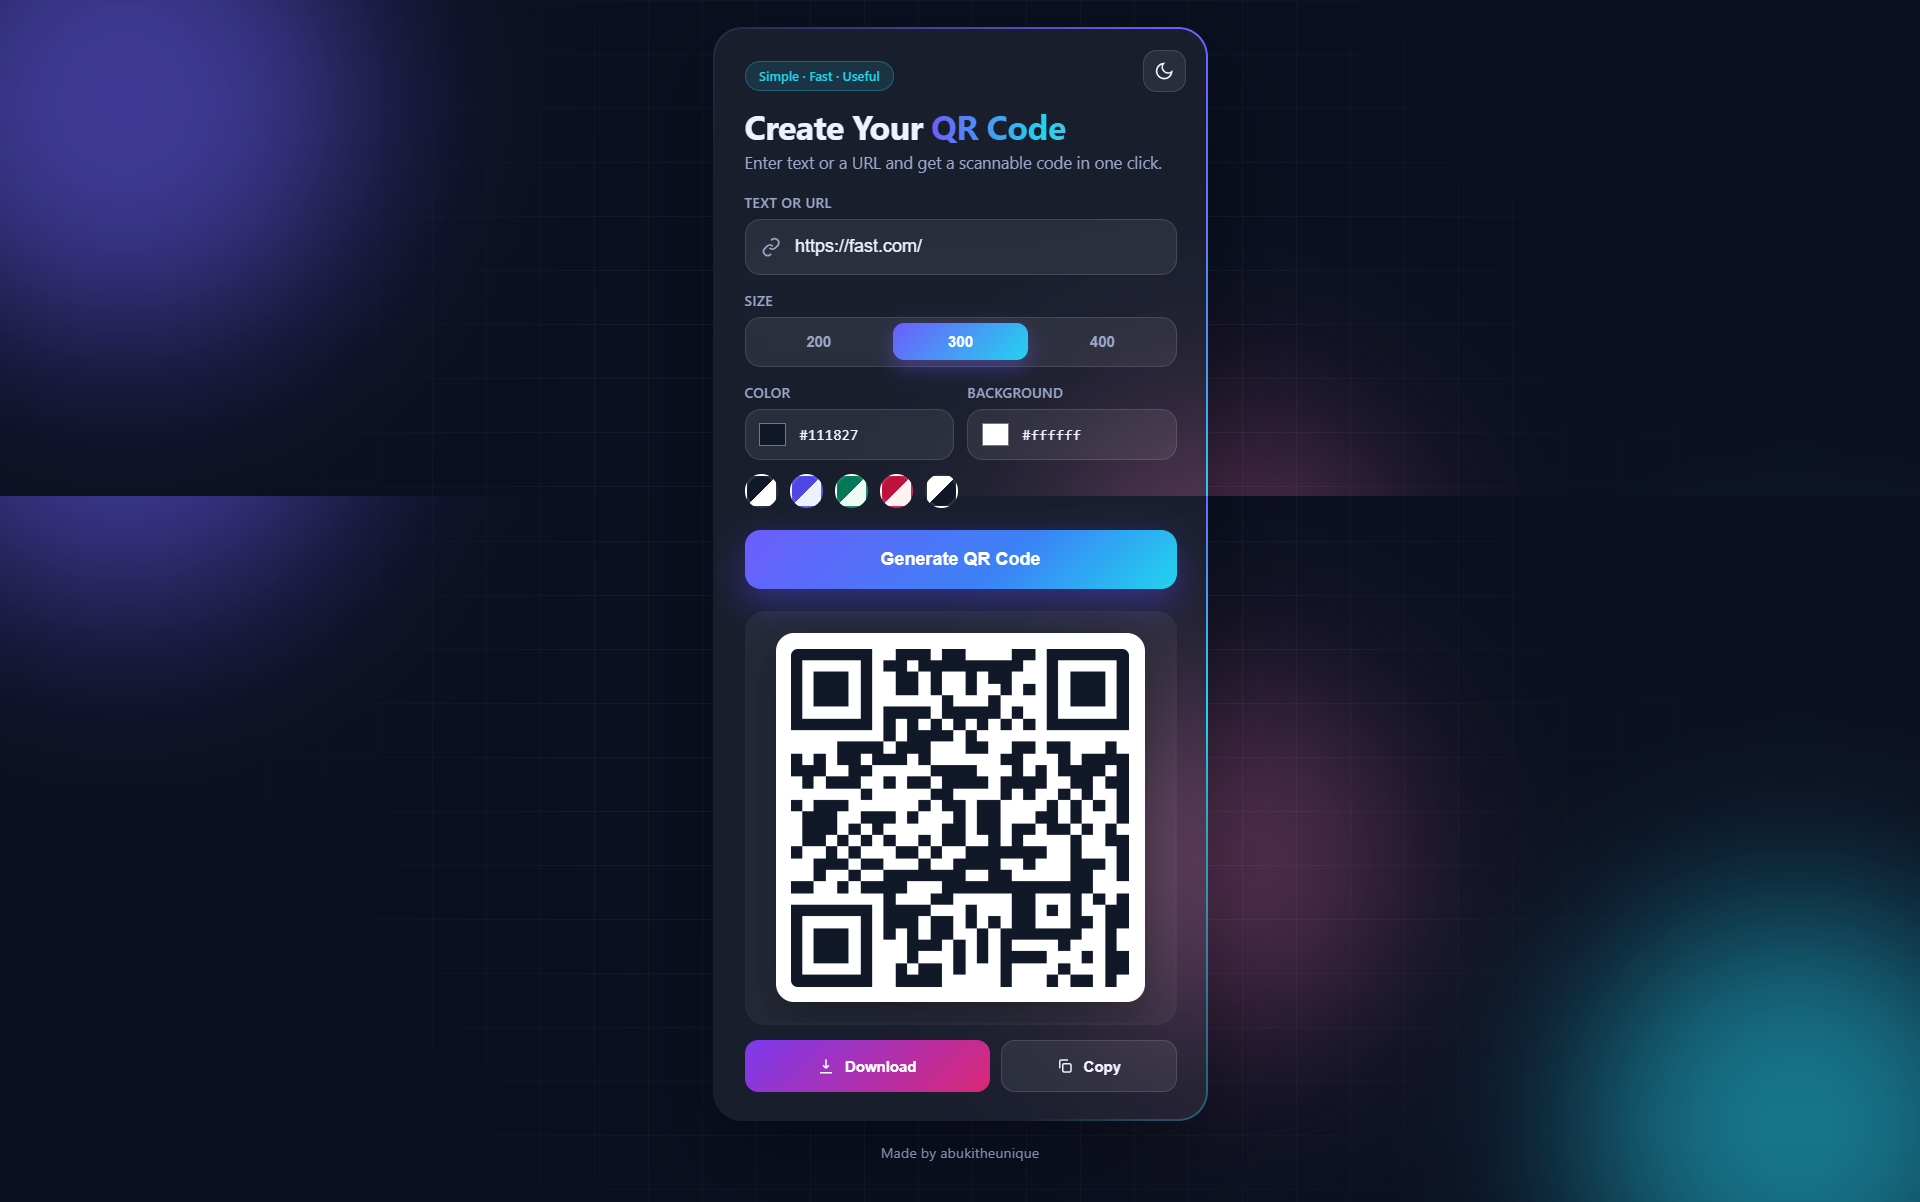 Simple · Fast · Useful
Create Your QR Code
Enter text or a URL and get a scannable code in one click.
TEXT OR URL
https://fast.com/
SIZE
200 300 400
COLOR BACKGROUND
#111827 #ffffff
Generate QR Code
Download Copy
Made by abukitheunique